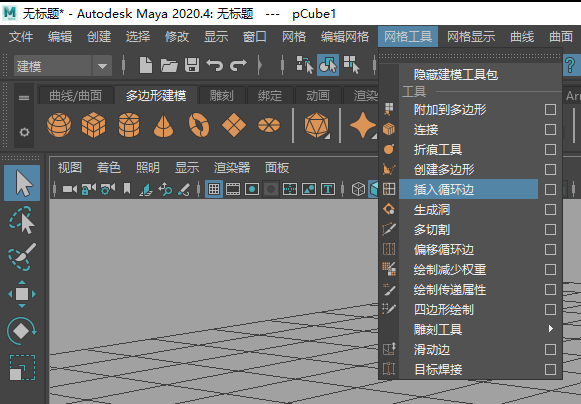 无标题* - Autodesk Maya 2020.4: 无标题 --- pCube1
文件 编辑 创建 选择 修改 显示 窗口 网格 编辑网格 网格工具 网格显示 曲线 曲面
建模
隐藏建模工具包
曲线/曲面 多边形建模 雕刻 绑定 动画 渲染
工具
附加到多边形
连接
折痕工具
创建多边形
插入循环边
生成洞
多切割
偏移循环边
绘制减少权重
绘制传递属性
四边形绘制
雕刻工具
滑动边
目标焊接
视图 着色 照明 显示 渲染器 面板